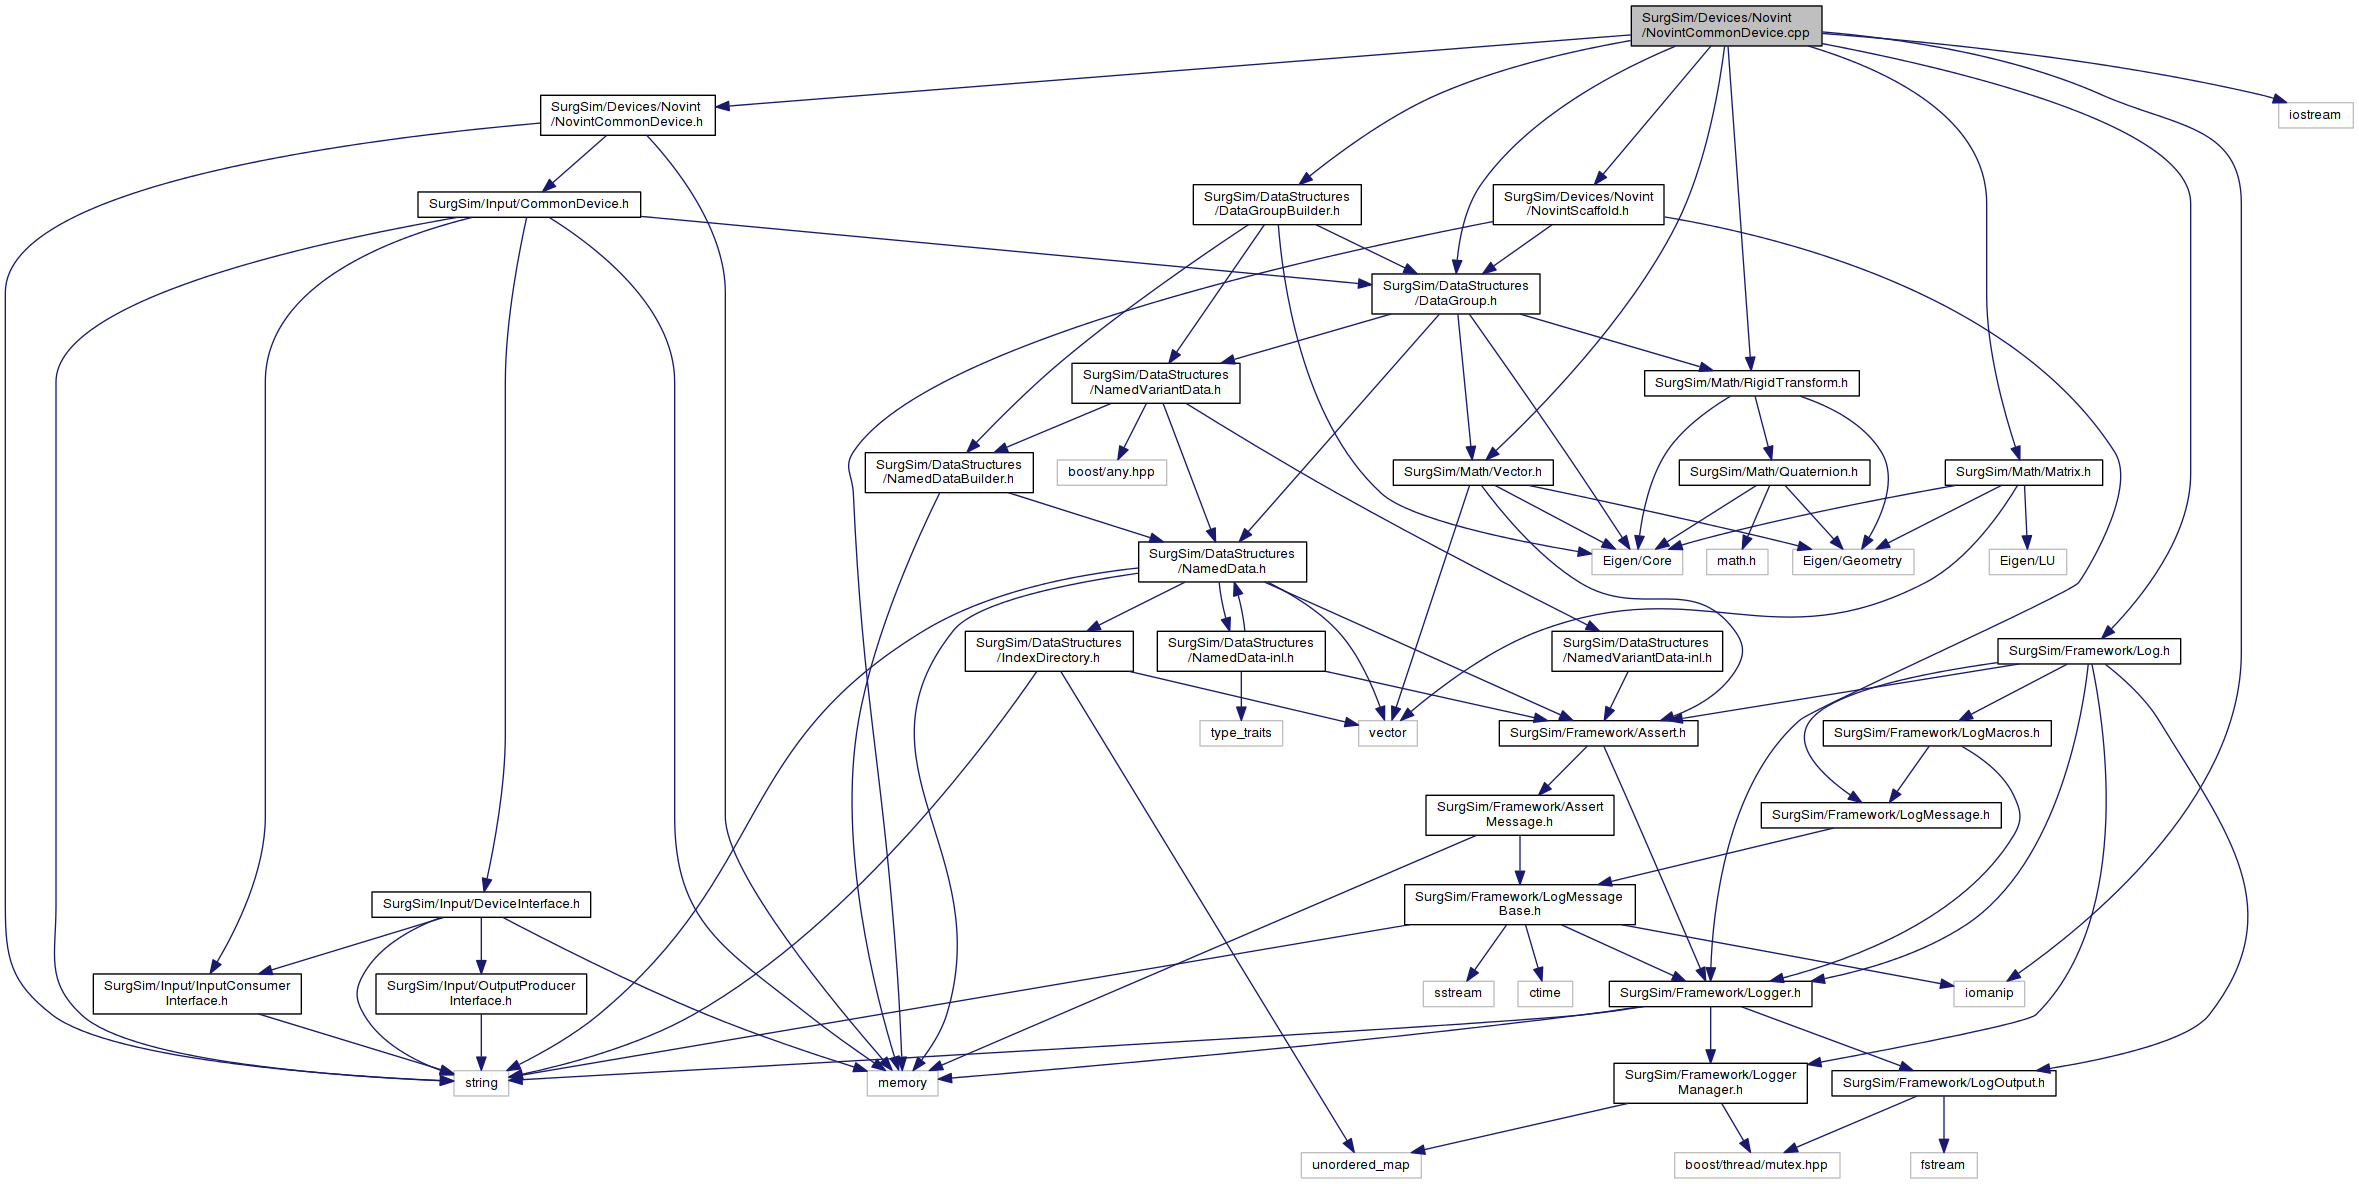 SurgSim/Devices/Novint
/NovintCommonDevice.cpp
SurgSim/Devices/Novint
/NovintCommonDevice.h
iostream
SurgSim/Input/CommonDevice.h
SurgSim/DataStructures
/DataGroupBuilder.h
SurgSim/Devices/Novint
/NovintScaffold.h
SurgSim/DataStructures
/DataGroup.h
SurgSim/DataStructures
/NamedVariantData.h
SurgSim/Math/RigidTransform.h
SurgSim/DataStructures
/NamedDataBuilder.h
boost/any.hpp
SurgSim/Math/Vector.h
SurgSim/Math/Quaternion.h
SurgSim/Math/Matrix.h
SurgSim/DataStructures
/NamedData.h
Eigen/Core
math.h
Eigen/Geometry
Eigen/LU
SurgSim/DataStructures
/IndexDirectory.h
SurgSim/DataStructures
/NamedData-inl.h
SurgSim/DataStructures
/NamedVariantData-inl.h
SurgSim/Framework/Log.h
type_traits
vector
SurgSim/Framework/Assert.h
SurgSim/Framework/LogMacros.h
SurgSim/Framework/Assert
Message.h
SurgSim/Framework/LogMessage.h
SurgSim/Input/DeviceInterface.h
SurgSim/Framework/LogMessage
Base.h
SurgSim/Input/InputConsumer
Interface.h
SurgSim/Input/OutputProducer
Interface.h
sstream
ctime
SurgSim/Framework/Logger.h
iomanip
string
memory
SurgSim/Framework/Logger
Manager.h
SurgSim/Framework/LogOutput.h
unordered_map
boost/thread/mutex.hpp
fstream